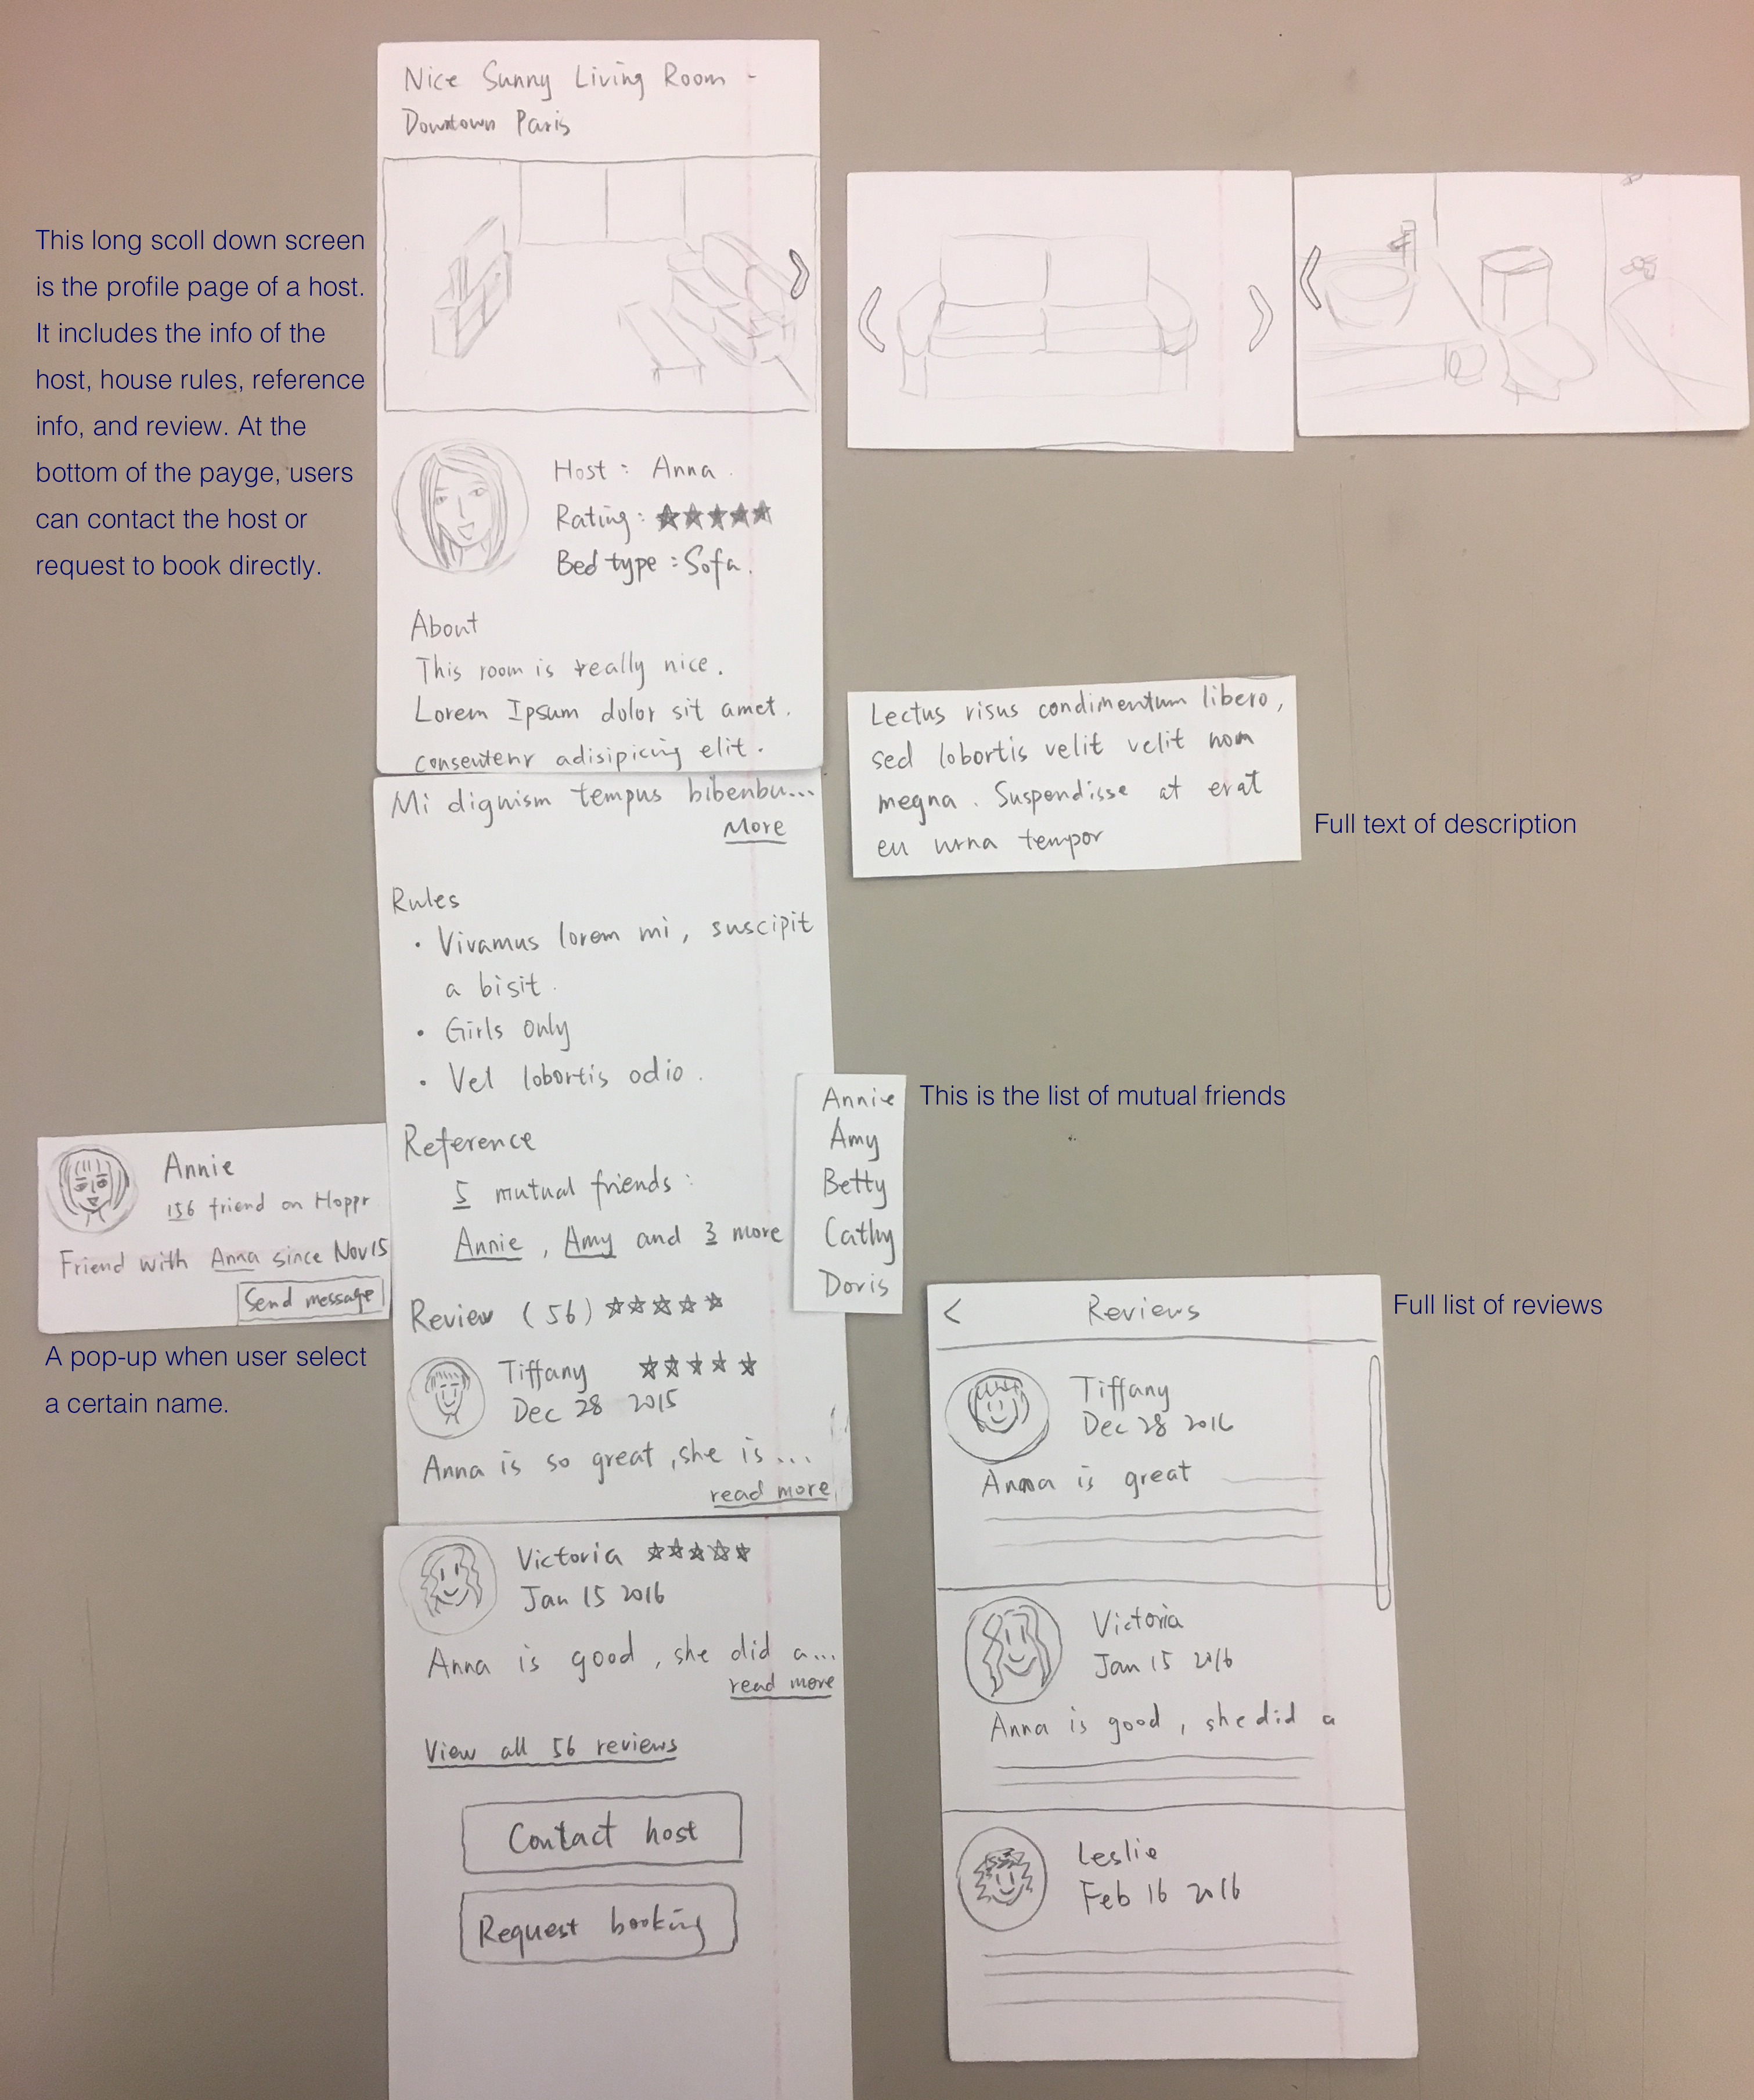 Nice Sunny Living Room -
Downtown Paris
This long scoll down screen
is the profile page of a host.
It includes the info of the
host, house rules, reference
info, and review. At the
bottom of the payge, users
can contact the host or
request to book directly.
Host : Anna
Rating : ★★★★★
Bed type : Sofa.
About
This room is really nice.
Lorem Ipsum dolor sit amet.
consentenr adisipicing elit.
Mi dignism tempus bibenbu...
More
Lectus risus condimentum libero,
sed lobortis velit velit nom
megna. Suspendisse at erat
eu urna tempor
Full text of description
Rules
• Vivamus lorem mi, suscipit
a bisit.
• Girls only
• Vel lobortis odio.
Reference
5 mutual friends :
Annie, Amy and 3 more
Annie
Amy
Betty
Cathy
Doris
This is the list of mutual friends
Annie
156 friend on Hoppr
Friend with Anna since Nov 15
Send message
A pop-up when user select
a certain name.
Review (56) ★★★★★
Tiffany ★★★★★
Dec 28 2015
Anna is so great, she is...
read more
Victoria ★★★★★
Jan 15 2016
Anna is good, she did a...
read more
View all 56 reviews
Contact host
Request booking
< Reviews
Full list of reviews
Tiffany
Dec 28 2016
Anna is great
Victoria
Jan 15 2016
Anna is good, she did a
Leslie
Feb 16 2016